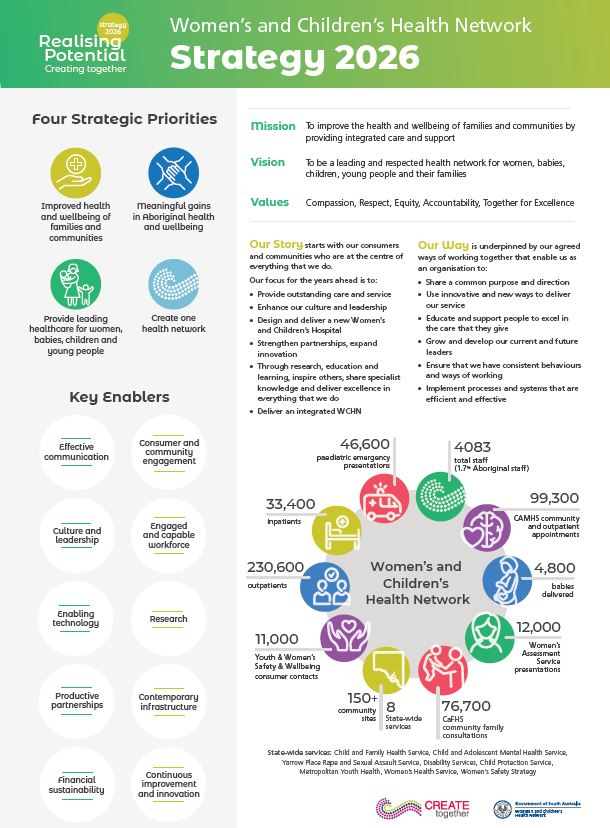 strategy
2026
Realising
Potential
Creating together
Women's and Children's Health Network
Strategy 2026
Four Strategic Priorities
Improved health
and wellbeing of
families and
communities
Meaningful gains
in Aboriginal health
and wellbeing
Provide leading
healthcare for women,
babies, children and
young people
Create one
health network
Key Enablers
Effective
communication
Consumer and
community
engagement
Culture and
leadership
Engaged
and capable
workforce
Enabling
technology
Research
Productive
partnerships
Contemporary
infrastructure
Financial
sustainability
Continuous
improvement
and innovation
Mission To improve the health and wellbeing of families and communities by
providing integrated care and support
Vision To be a leading and respected health network for women, babies,
children, young people and their families
Values Compassion, Respect, Equity, Accountability, Together for Excellence
Our Story starts with our consumers
and communities who are at the centre of
everything that we do.
Our focus for the years ahead is to:
• Provide outstanding care and service
• Enhance our culture and leadership
• Design and deliver a new Women's
and Children's Hospital
• Strengthen partnerships, expand
innovation
• Through research, education and
learning, inspire others, share specialist
knowledge and deliver excellence in
everything that we do
• Deliver an integrated WCHN
Our Way is underpinned by our agreed
ways of working together that enable us as
an organisation to:
• Share a common purpose and direction
• Use innovative and new ways to deliver
our service
• Educate and support people to excel in
the care that they give
• Grow and develop our current and future
leaders
• Ensure that we have consistent behaviours
and ways of working
• Implement processes and systems that are
efficient and effective
46,600
paediatric emergency
presentations
4083
total staff
(1.7% Aboriginal staff)
33,400
inpatients
99,300
CAMHS community
and outpatient
appointments
230,600
outpatients
Women's and
Children's
Health Network
4,800
babies
delivered
11,000
Youth & Women's
Safety & Wellbeing
consumer contacts
12,000
Women's
Assessment
Service
presentations
150+
community
sites
8
State-wide
services
76,700
CaFHS
community family
consultations
State-wide services: Child and Family Health Service, Child and Adolescent Mental Health Service,
Yarrow Place Rape and Sexual Assault Service, Disability Services, Child Protection Service,
Metropolitan Youth Health, Women's Health Service, Women's Safety Strategy
CREATE
together
Government of South Australia
Women's and Children's
Health Network